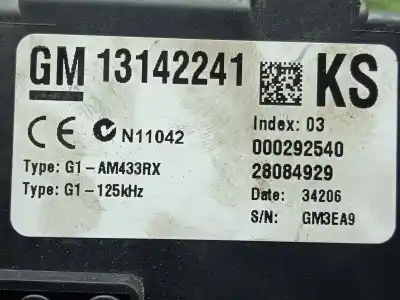 GM 13142241 KS
CE N11042
Index: 03
000292540
Type: G1-AM433RX
28084929
Type: G1-125kHz
Date: 34206
S/N: GM3EA9